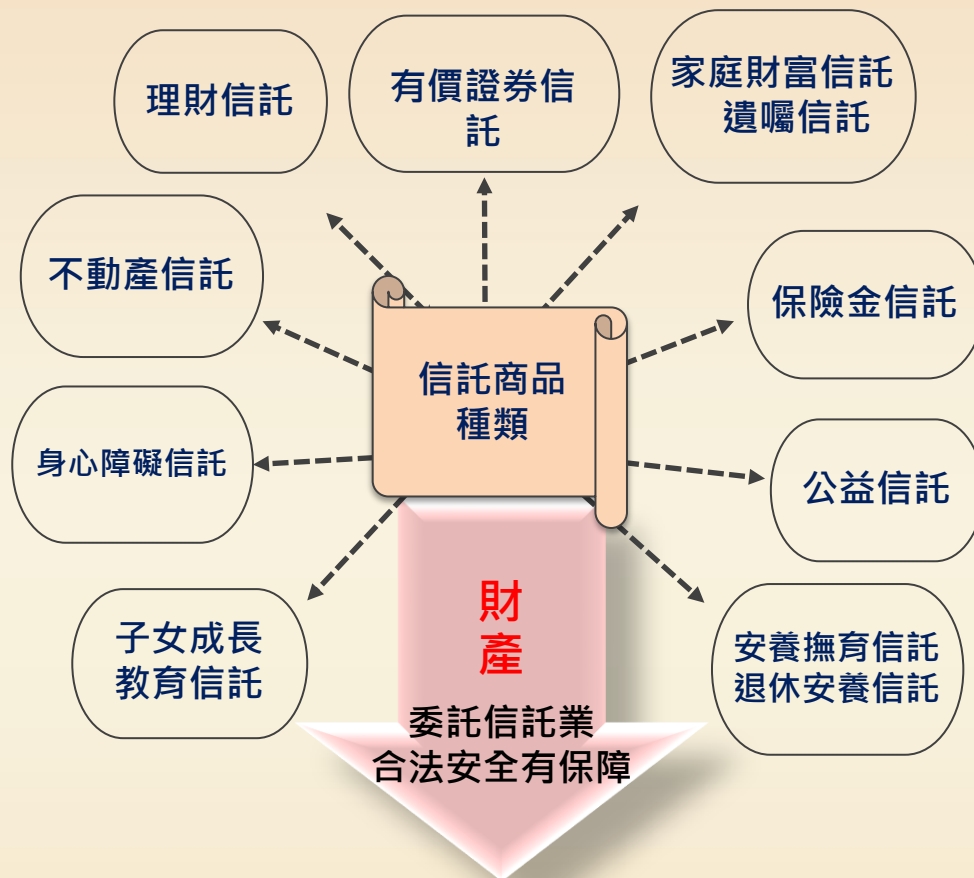 理財信託
有價證券信
託
家庭財富信託
遺囑信託
不動產信託
保險金信託
信託商品
種類
身心障礙信託
公益信託
子女成長
教育信託
財
產
安養撫育信託
退休安養信託
委託信託業
合法安全有保障